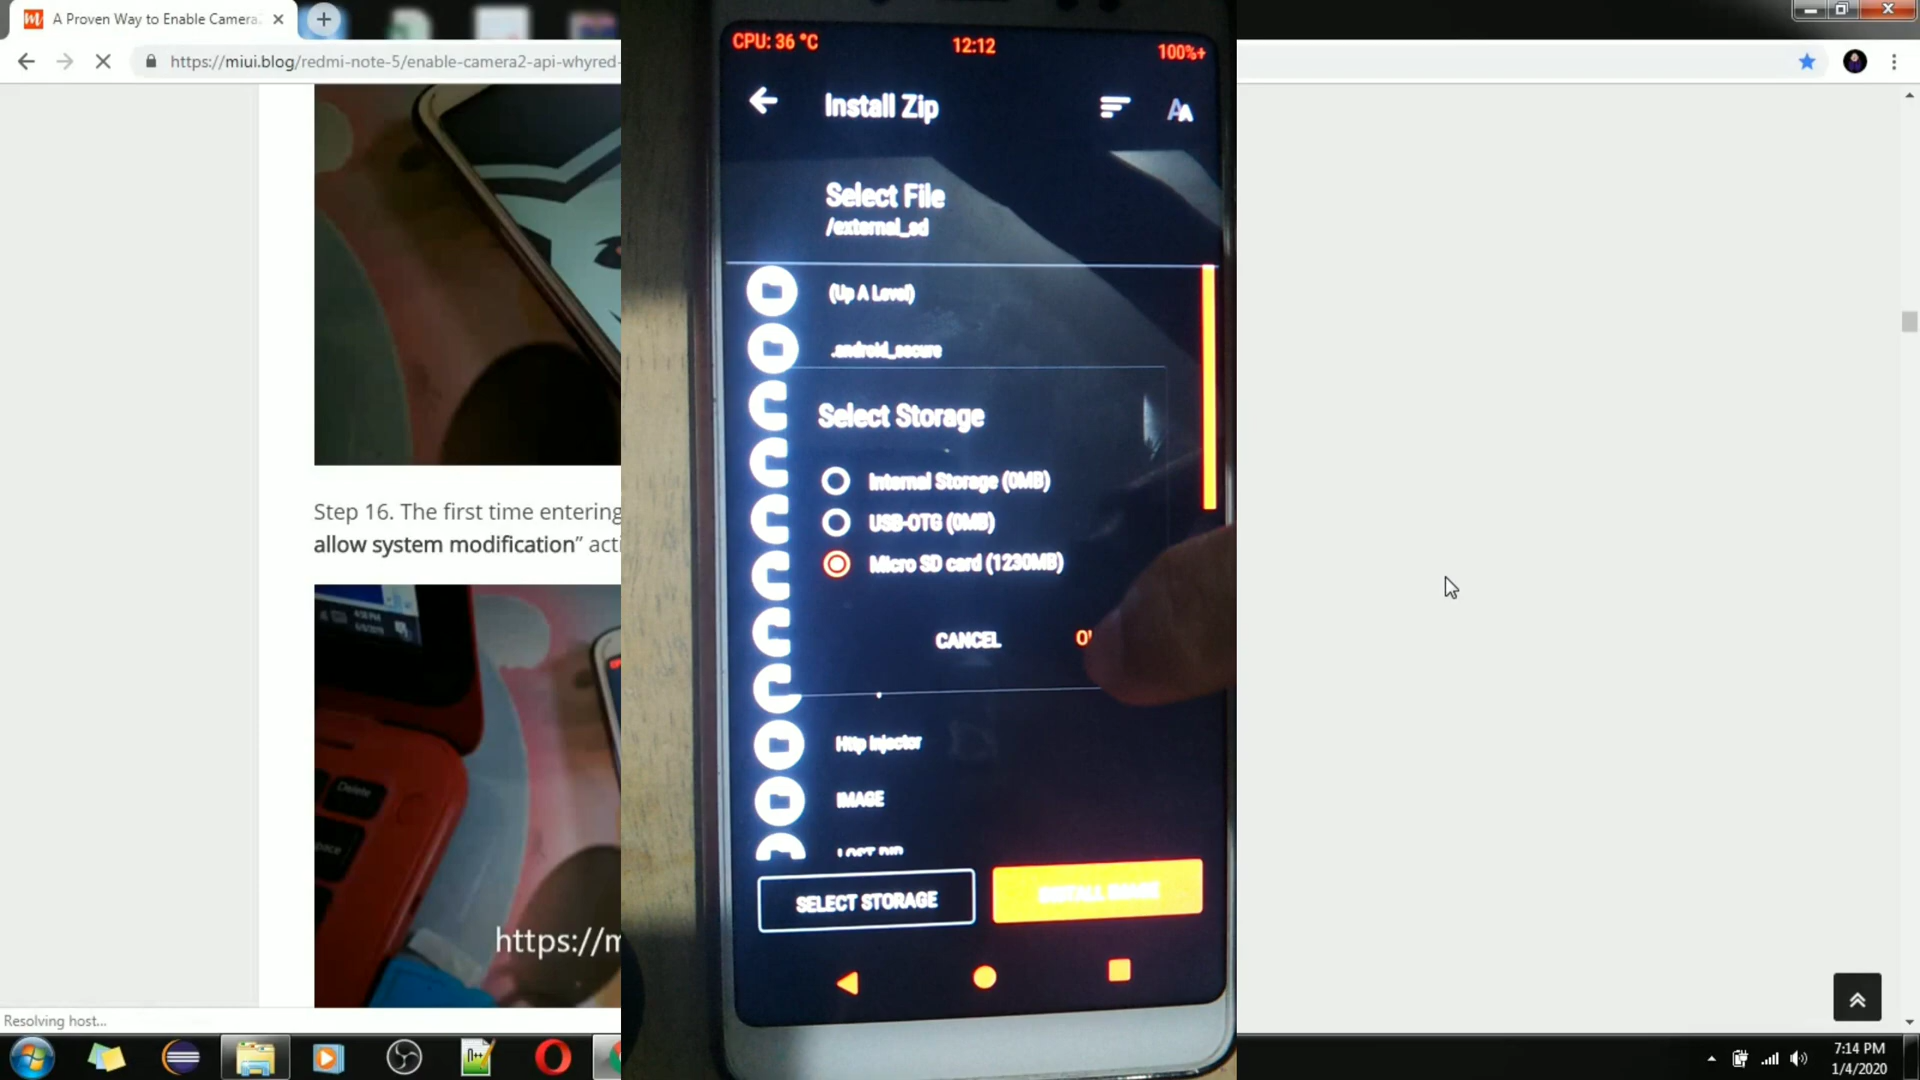 A Proven Way to Enable Camera
https://miui.blog/redmi-note-5/enable-camera2-api-whyred-
CPU: 36 °C
12:12
100%+
Install Zip
Select File
/external_sd
(Up A Level)
.android_secure
Select Storage
Internal Storage (0MB)
USB-OTG (0MB)
Micro SD card (1230MB)
CANCEL
Http Injector
IMAGE
LOST.DIR
SELECT STORAGE
Step 16. The first time entering
allow system modification” acti
Delete
https://m
Resolving host...
7:14 PM
1/4/2020